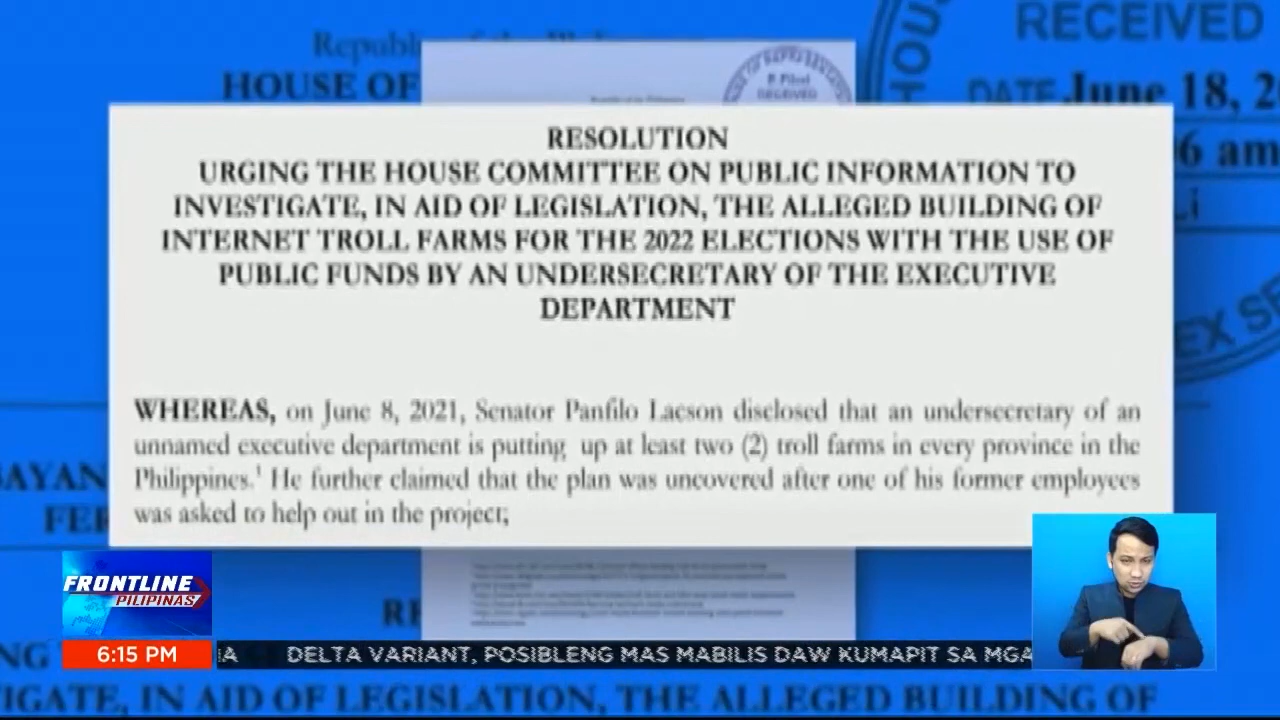 RECEIVED
HOUSE OF
DATE June 18, 2
6 am
RESOLUTION
URGING THE HOUSE COMMITTEE ON PUBLIC INFORMATION TO
INVESTIGATE, IN AID OF LEGISLATION, THE ALLEGED BUILDING OF
INTERNET TROLL FARMS FOR THE 2022 ELECTIONS WITH THE USE OF
PUBLIC FUNDS BY AN UNDERSECRETARY OF THE EXECUTIVE
DEPARTMENT
WHEREAS, on June 8, 2021, Senator Panfilo Lacson disclosed that an undersecretary of an
unnamed executive department is putting up at least two (2) troll farms in every province in the
Philippines.¹ He further claimed that the plan was uncovered after one of his former employees
was asked to help out in the project;
BAYAN
FRONTLINE
PILIPINAS
6:15 PM
IA DELTA VARIANT, POSIBLENG MAS MABILIS DAW KUMAPIT SA MGA
IGATE, IN AID OF LEGISLATION, THE ALLEGED BUILDING OF